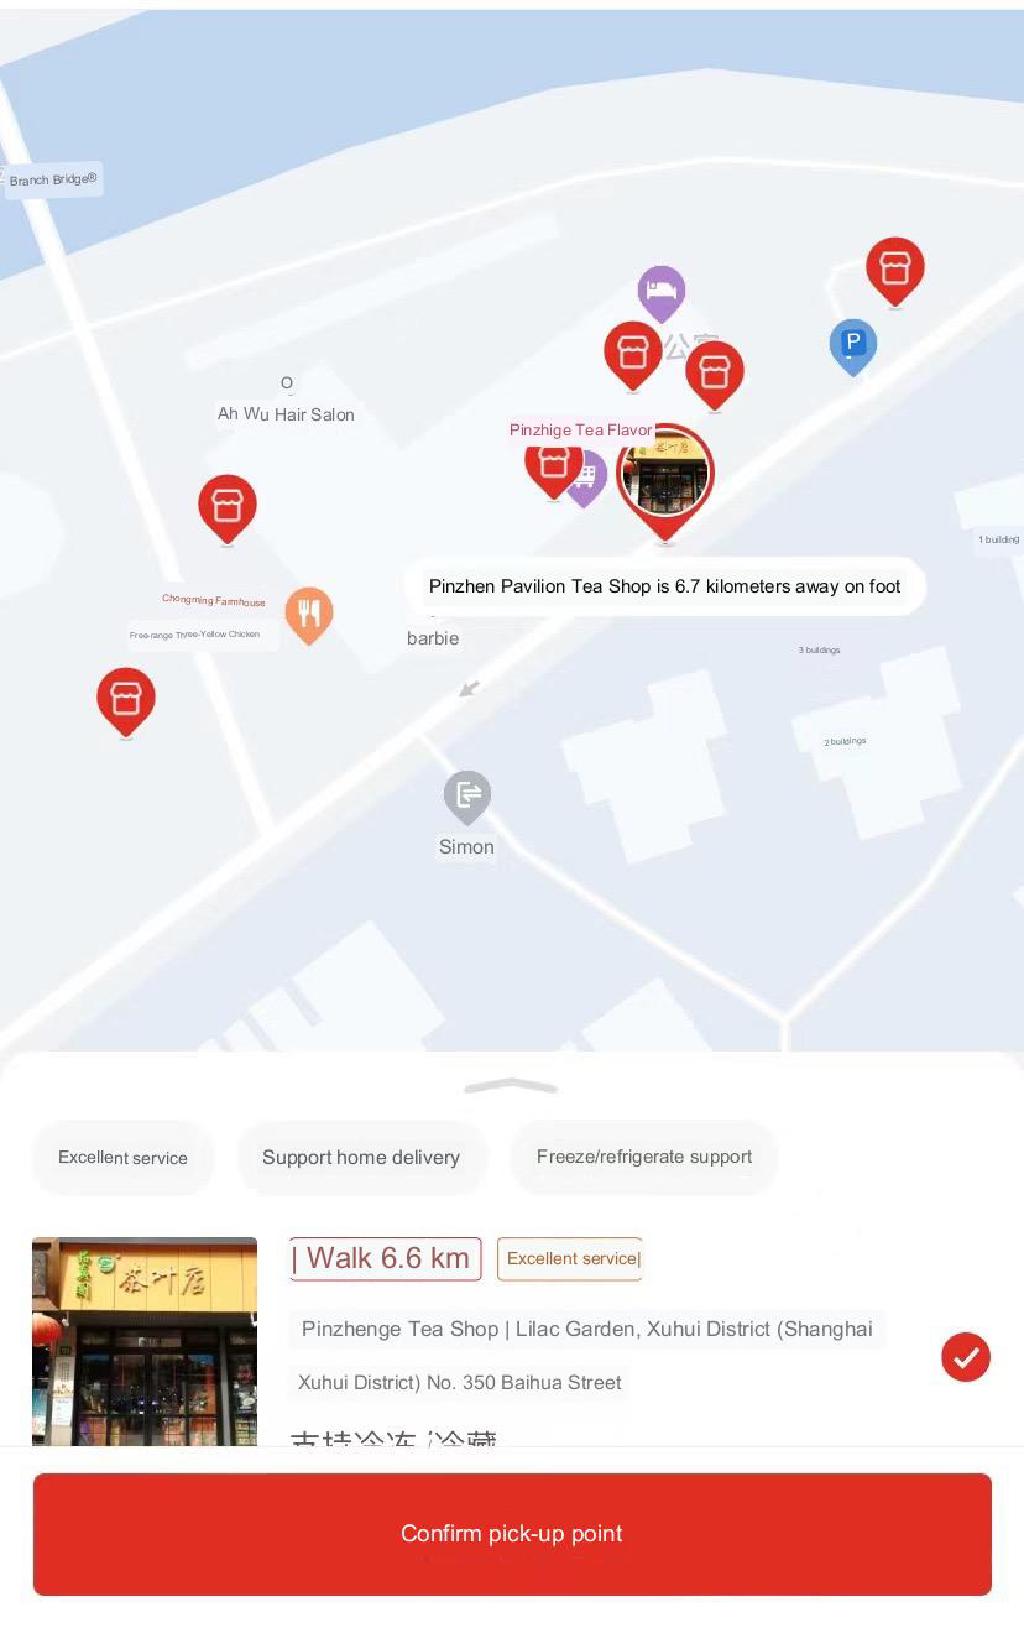 Branch Bridge®
公寓
Ah Wu Hair Salon
P
Pinzhige Tea Flavor
1 building
Pinzhen Pavilion Tea Shop is 6.7 kilometers away on foot
Chongming Farmhouse
Free-range Three-Yellow Chicken
barbie
3 buildings
2 buildings
Simon
Excellent service
Support home delivery
Freeze/refrigerate support
茶叶店
| Walk 6.6 km
Excellent service|
Pinzhenge Tea Shop | Lilac Garden, Xuhui District (Shanghai
Xuhui District) No. 350 Baihua Street
支持冷冻/冷藏
Confirm pick-up point